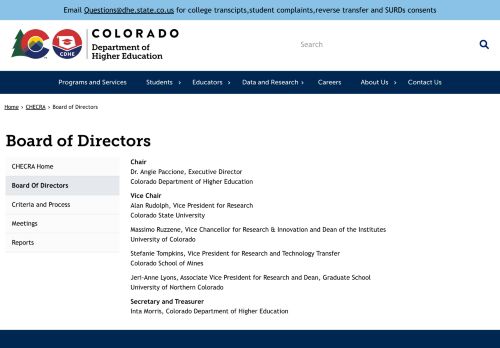 Email Questions@dhe.state.co.us for college transcipts,student complaints,reverse transfer and SURDs consents
COLORADO
Department of
Higher Education
CDHE
Search
Programs and Services
Students
Educators
Data and Research
Careers
About Us
Contact Us
Home > CHECRA > Board of Directors
Board of Directors
CHECRA Home
Board Of Directors
Criteria and Process
Meetings
Reports
Chair
Dr. Angie Paccione, Executive Director
Colorado Department of Higher Education
Vice Chair
Alan Rudolph, Vice President for Research
Colorado State University
Massimo Ruzzene, Vice Chancellor for Research & Innovation and Dean of the Institutes
University of Colorado
Stefanie Tompkins, Vice President for Research and Technology Transfer
Colorado School of Mines
Jeri-Anne Lyons, Associate Vice President for Research and Dean, Graduate School
University of Northern Colorado
Secretary and Treasurer
Inta Morris, Colorado Department of Higher Education